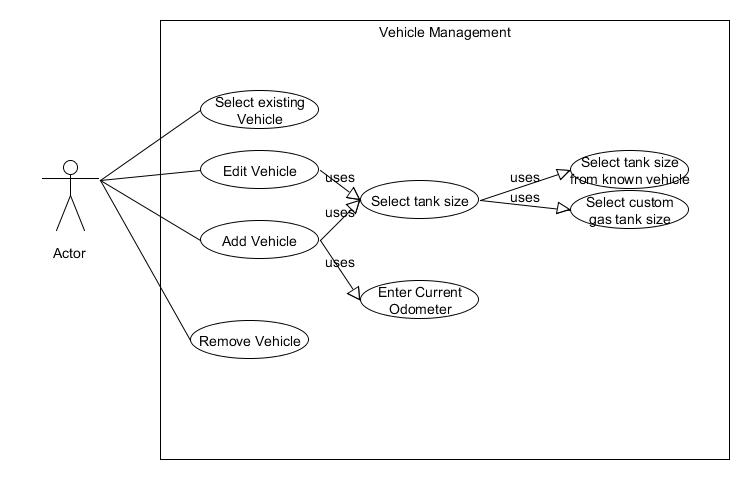 Vehicle Management
Select existing
Vehicle
Edit Vehicle
uses
Select tank size
uses
Select tank size
from known vehicle
uses
Select custom
gas tank size
uses
Add Vehicle
Actor
uses
Enter Current
Odometer
Remove Vehicle